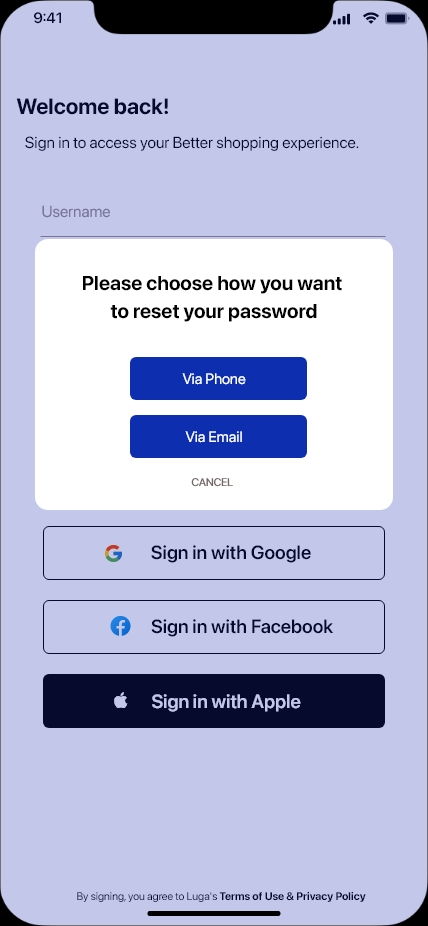 9:41
Welcome back!
Sign in to access your Better shopping experience.
Username
Please choose how you want
to reset your password
Via Phone
Via Email
CANCEL
Sign in with Google
Sign in with Facebook
Sign in with Apple
By signing, you agree to Luga's Terms of Use & Privacy Policy